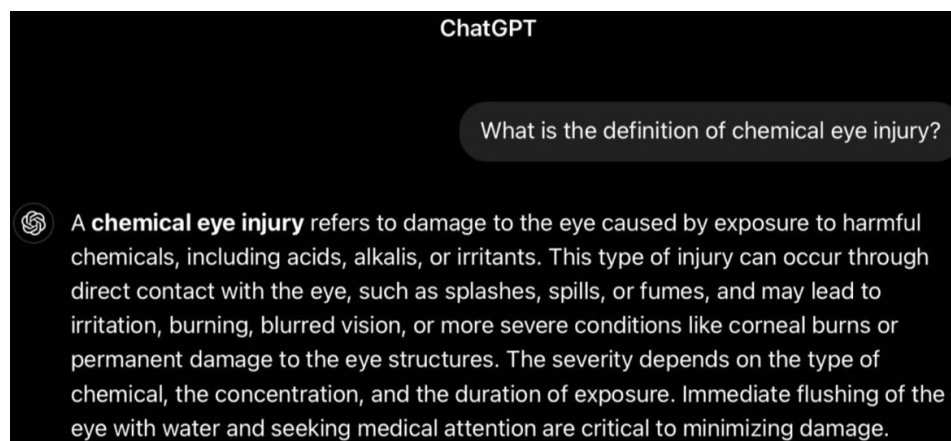 ChatGPT
What is the definition of chemical eye injury?
A chemical eye injury refers to damage to the eye caused by exposure to harmful
chemicals, including acids, alkalis, or irritants. This type of injury can occur through
direct contact with the eye, such as splashes, spills, or fumes, and may lead to
irritation, burning, blurred vision, or more severe conditions like corneal burns or
permanent damage to the eye structures. The severity depends on the type of
chemical, the concentration, and the duration of exposure. Immediate flushing of the
eye with water and seeking medical attention are critical to minimizing damage.